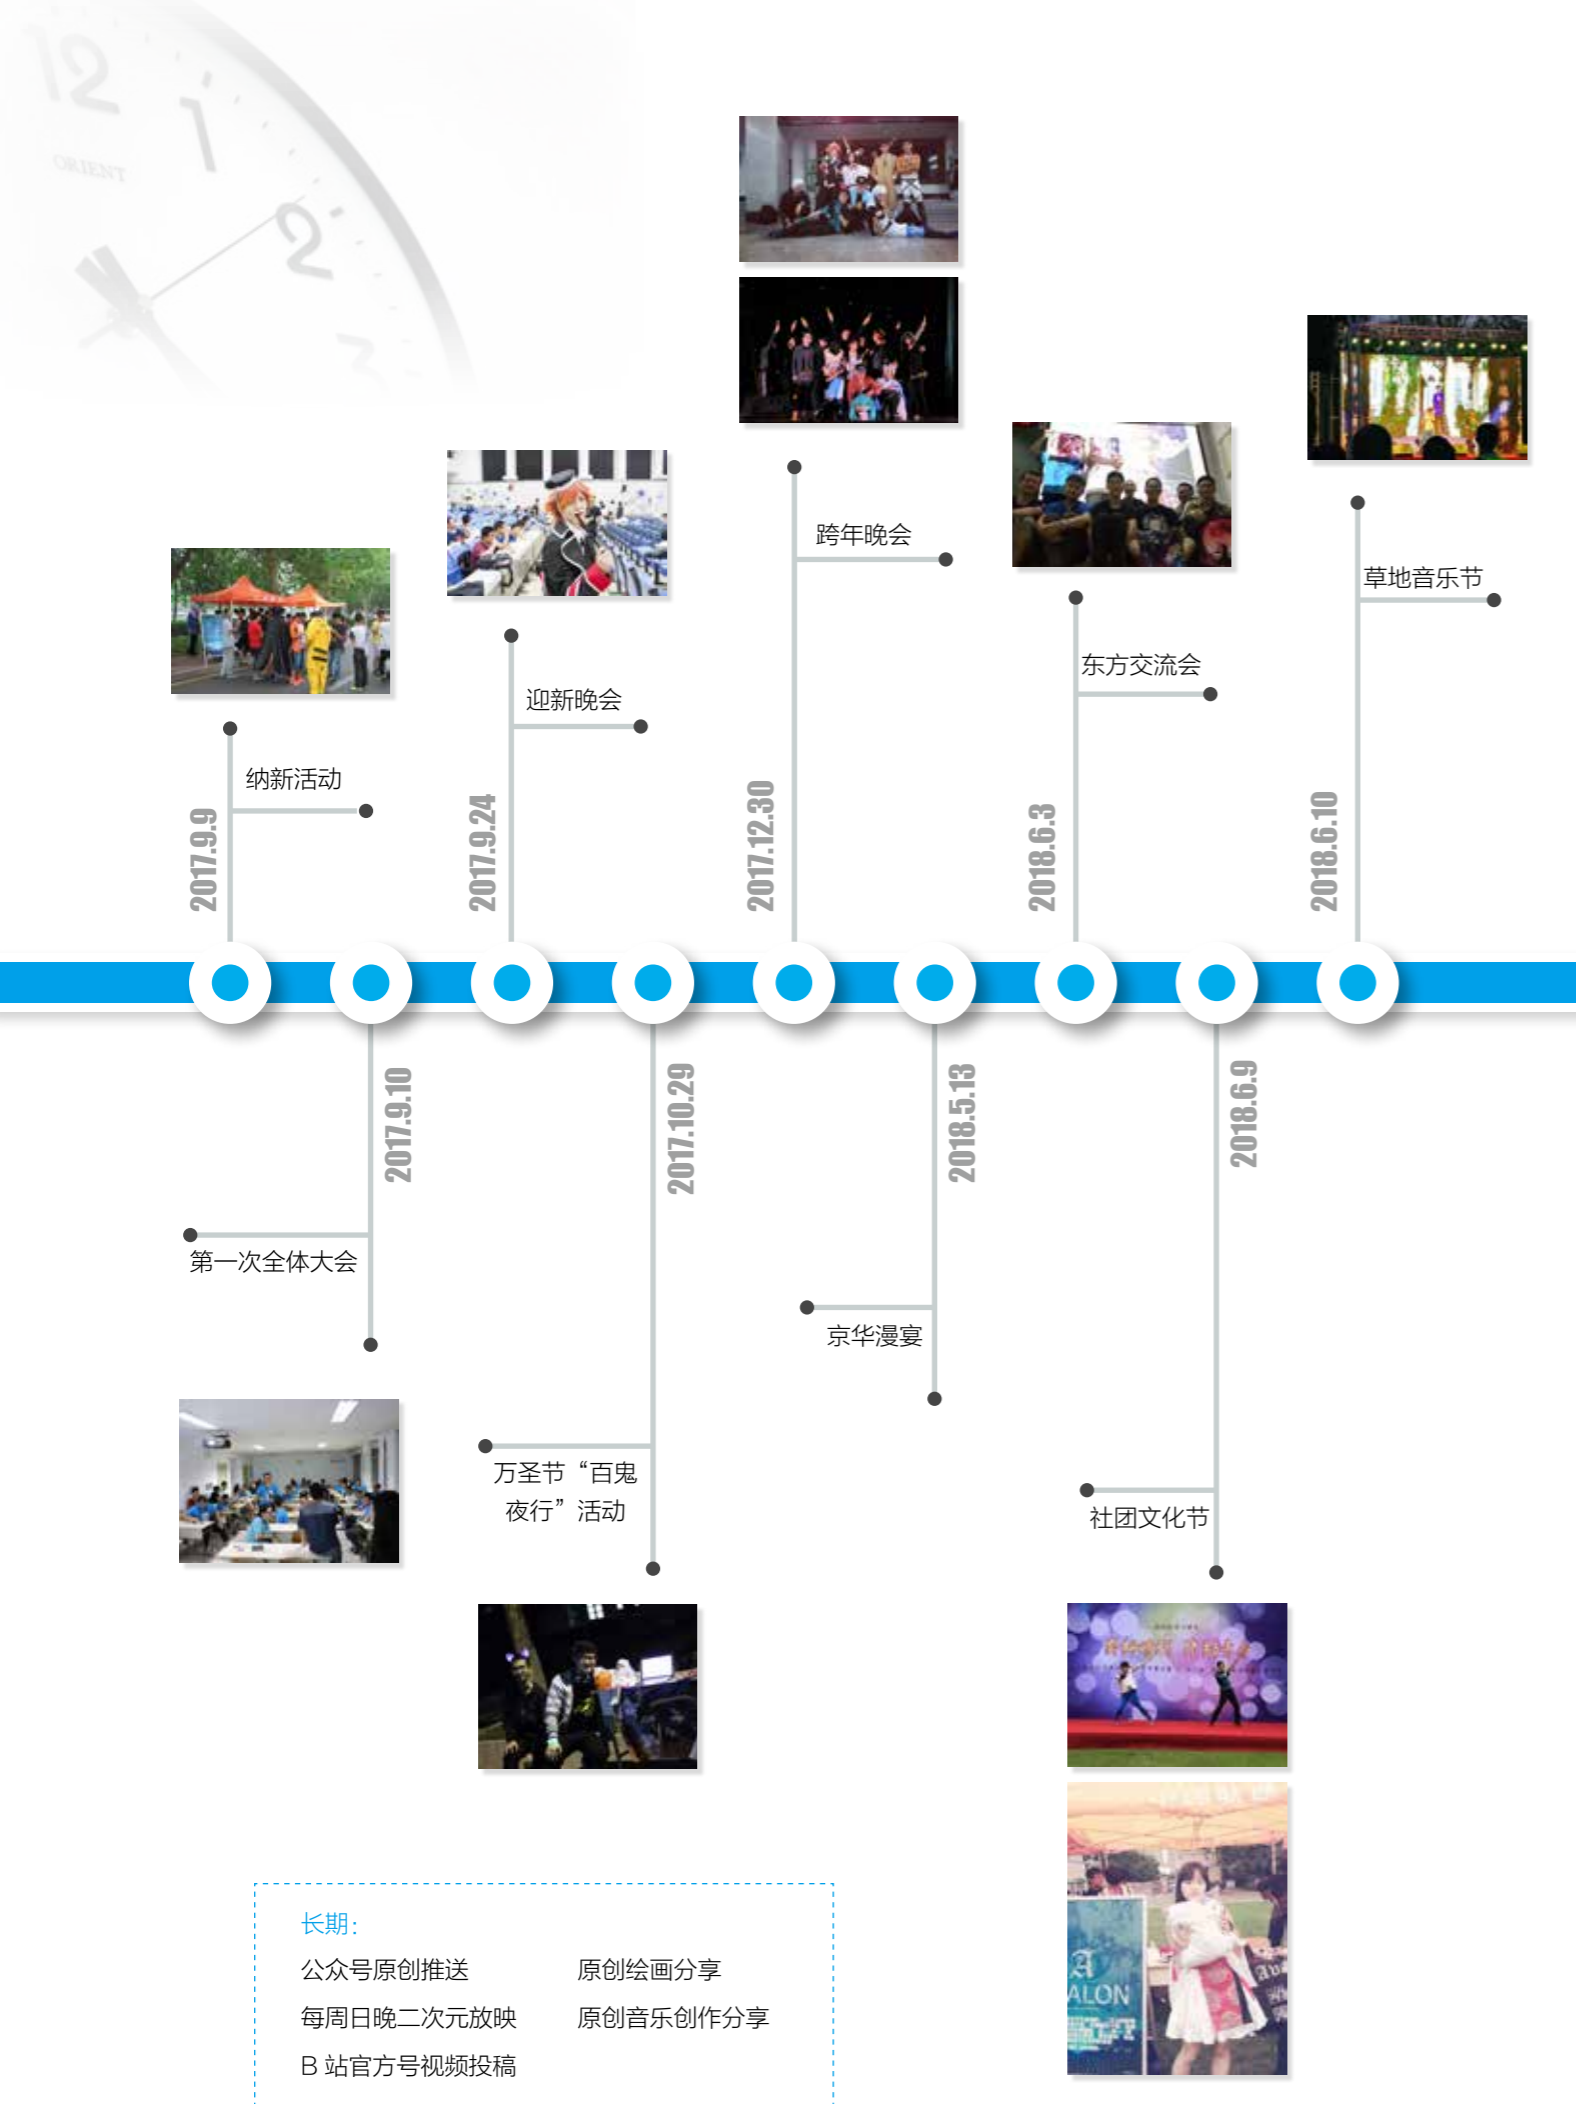 12
1
ORIENT
2
3
跨年晚会
草地音乐节
东方交流会
迎新晚会
纳新活动
2017.9.9
2017.9.24
2017.12.30
2018.6.3
2018.6.10
2017.9.10
2017.10.29
2018.5.13
2018.6.9
第一次全体大会
京华漫宴
万圣节“百鬼
夜行”活动
社团文化节
A
ALON
长期：
公众号原创推送 原创绘画分享
每周日晚二次元放映 原创音乐创作分享
B 站官方号视频投稿